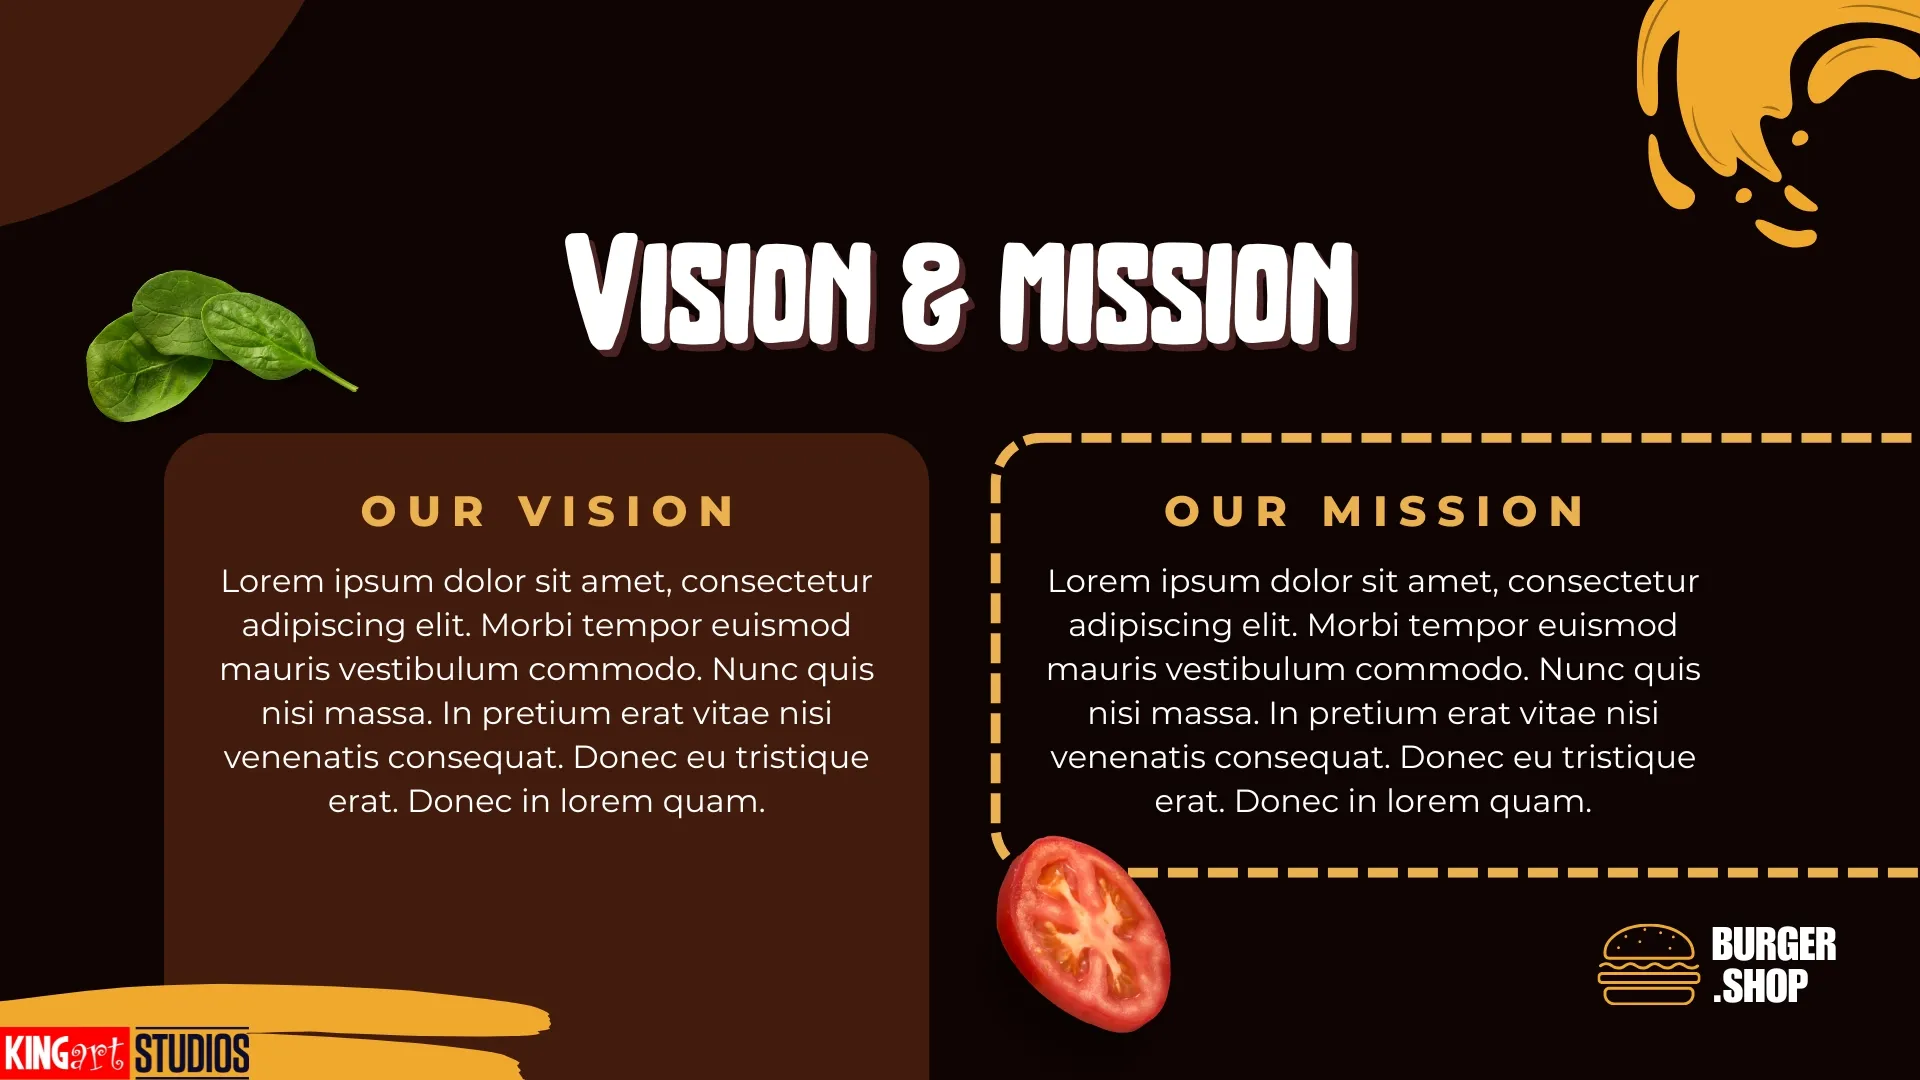 Vision & mission
OUR VISION
Lorem ipsum dolor sit amet, consectetur
adipiscing elit. Morbi tempor euismod
mauris vestibulum commodo. Nunc quis
nisi massa. In pretium erat vitae nisi
venenatis consequat. Donec eu tristique
erat. Donec in lorem quam.
OUR MISSION
Lorem ipsum dolor sit amet, consectetur
adipiscing elit. Morbi tempor euismod
mauris vestibulum commodo. Nunc quis
nisi massa. In pretium erat vitae nisi
venenatis consequat. Donec eu tristique
erat. Donec in lorem quam.
BURGER
.SHOP
KINGart STUDIOS